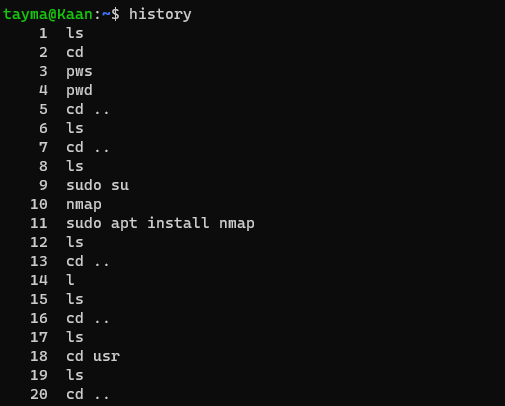 tayma@Kaan:~$ history
1 ls
2 cd
3 pws
4 pwd
5 cd ..
6 ls
7 cd ..
8 ls
9 sudo su
10 nmap
11 sudo apt install nmap
12 ls
13 cd ..
14 l
15 ls
16 cd ..
17 ls
18 cd usr
19 ls
20 cd ..